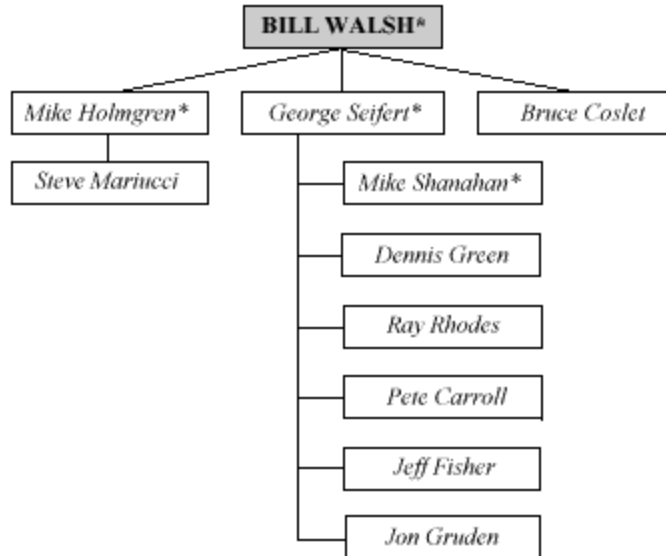 BILL WALSH*
Mike Holmgren*
George Seifert*
Bruce Coslet
Steve Mariucci
Mike Shanahan*
Dennis Green
Ray Rhodes
Pete Carroll
Jeff Fisher
Jon Gruden